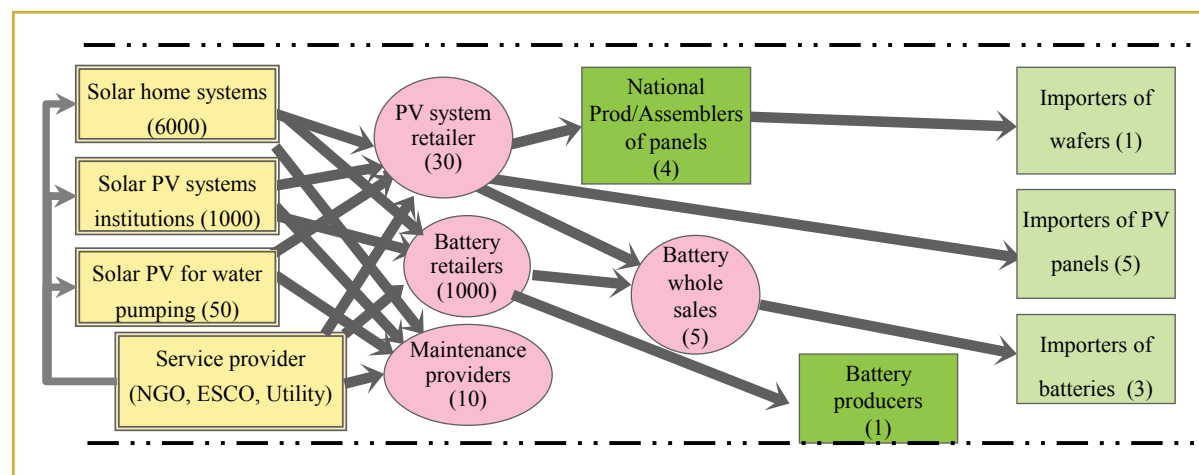 Solar home systems
(6000)
Solar PV systems
institutions (1000)
Solar PV for water
pumping (50)
Service provider
(NGO, ESCO, Utility)
PV system
retailer
(30)
Battery
retailers
(1000)
Maintenance
providers
(10)
National
Prod/Assemblers
of panels
(4)
Battery
whole
sales
(5)
Battery
producers
(1)
Importers of
wafers (1)
Importers of PV
panels (5)
Importers of
batteries (3)